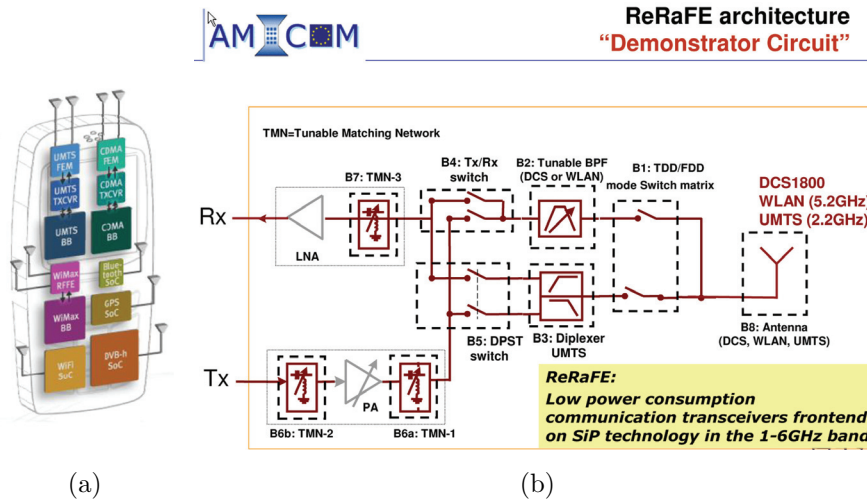 AMICOM
ReRaFE architecture
“Demonstrator Circuit”
UMTS
FEM
CDMA
FEM
UMTS
TXCVR
CDMA
TXCVR
UMTS
BB
CDMA
BB
WiMax
RFFE
Blue-
tooth
SoC
WiMax
BB
GPS
SoC
WiFi
SoC
DVB-h
SoC
TMN=Tunable Matching Network
B7: TMN-3
B4: Tx/Rx
switch
B2: Tunable BPF
(DCS or WLAN)
B1: TDD/FDD
mode Switch matrix
DCS1800
WLAN (5.2GHz)
UMTS (2.2GHz)
Rx
LNA
B5: DPST
switch
B3: Diplexer
UMTS
B8: Antenna
(DCS, WLAN, UMTS)
Tx
PA
B6b: TMN-2
B6a: TMN-1
ReRaFE:
Low power consumption
communication transceivers frontend
on SiP technology in the 1-6GHz band
(a)
(b)